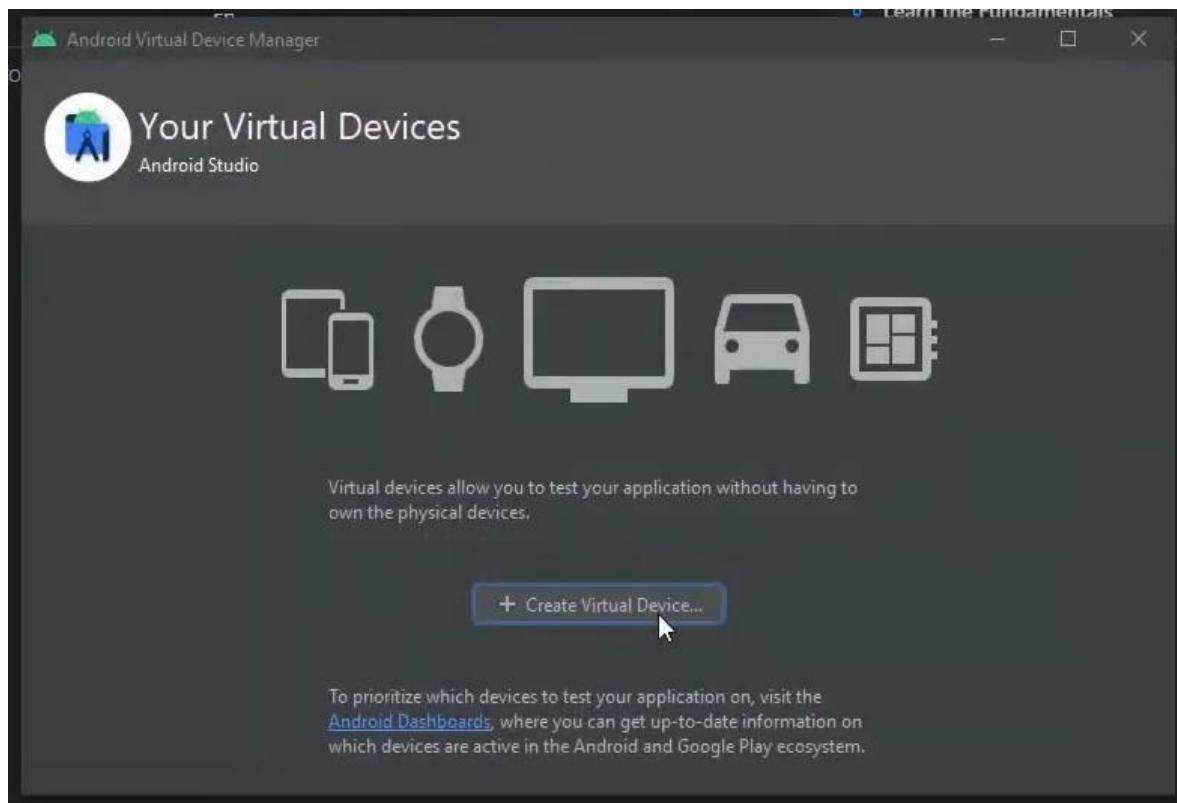 Learn the Fundamentals
Android Virtual Device Manager
Your Virtual Devices
Android Studio
Virtual devices allow you to test your application without having to
own the physical devices.
+ Create Virtual Device...
To prioritize which devices to test your application on, visit the
Android Dashboards, where you can get up-to-date information on
which devices are active in the Android and Google Play ecosystem.